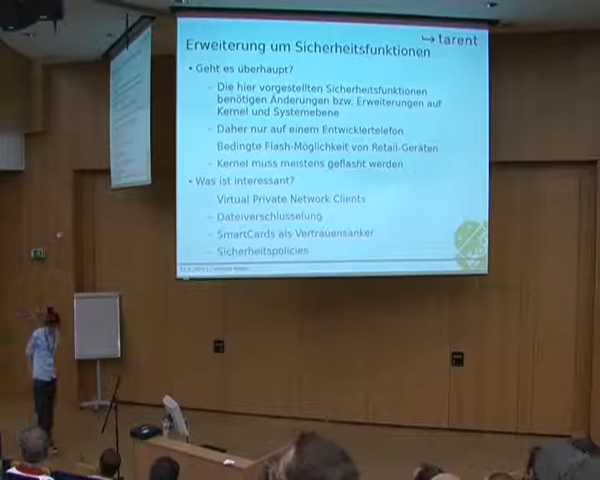 tarent
Erweiterung um Sicherheitsfunktionen
• Geht es überhaupt?
– Die hier vorgestellten Sicherheitsfunktionen
benötigen Änderungen bzw. Erweiterungen auf
Kernel und Systemebene
– Daher nur auf einem Entwicklertelefon
Bedingte Flash-Möglichkeit von Retail-Geräten
– Kernel muss meistens geflasht werden
• Was ist interessant?
Virtual Private Network Clients
– Dateiverschlüsselung
– SmartCards als Vertrauensanker
– Sicherheitspolicies